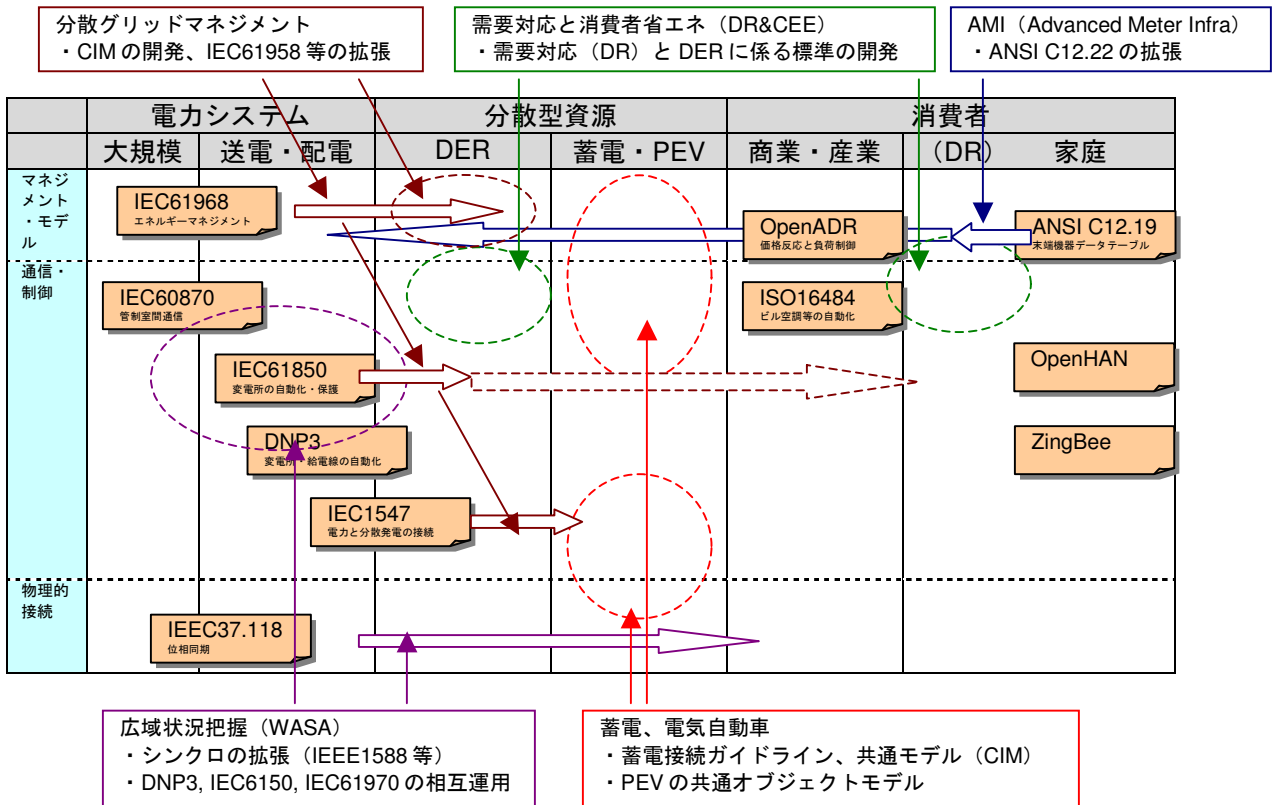 分散グリッドマネジメント
・CIM の開発、IEC61958 等の拡張
需要対応と消費者省エネ（DR&CEE）
・需要対応（DR）と DER に係る標準の開発
AMI（Advanced Meter Infra）
・ANSI C12.22 の拡張
電力システム
分散型資源
消費者
大規模
送電・配電
DER
蓄電・PEV
商業・産業
（DR）
家庭
マネジ
メント
・モデ
ル
IEC61968
エネルギーマネジメント
OpenADR
価格反応と負荷制御
ANSI C12.19
末端機器データテーブル
通信・
制御
IEC60870
管制室間通信
ISO16484
ビル空調等の自動化
IEC61850
変電所の自動化・保護
OpenHAN
DNP3
変電所・給電線の自動化
ZingBee
IEC1547
電力と分散発電の接続
物理的
接続
IEEC37.118
位相同期
広域状況把握（WASA）
・シンクロの拡張（IEEE1588 等）
・DNP3, IEC6150, IEC61970 の相互運用
蓄電、電気自動車
・蓄電接続ガイドライン、共通モデル（CIM）
・PEV の共通オブジェクトモデル